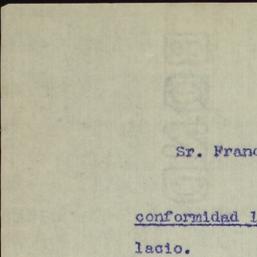 Sr. Franc
conformidad l
lacio.